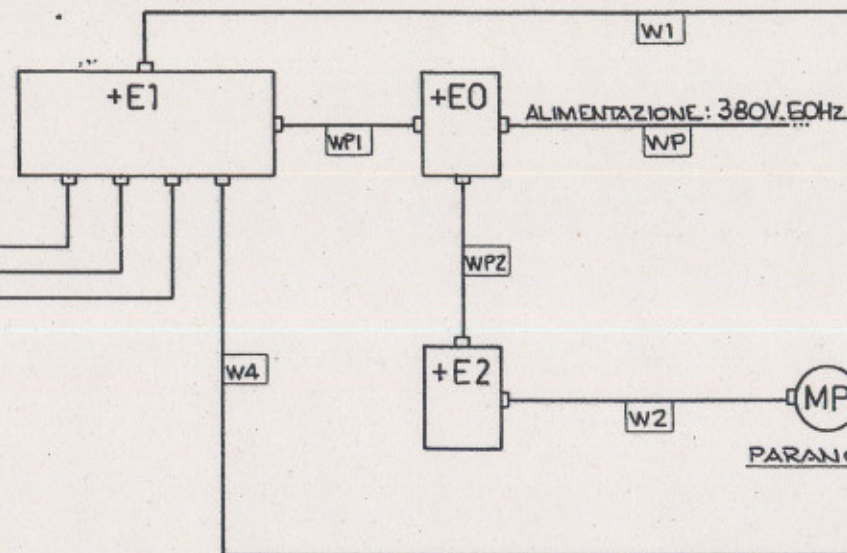 W1
+E1
+E0
ALIMENTAZIONE: 380V.50Hz
WP1
WP
WP2
+E2
W4
MP
W2